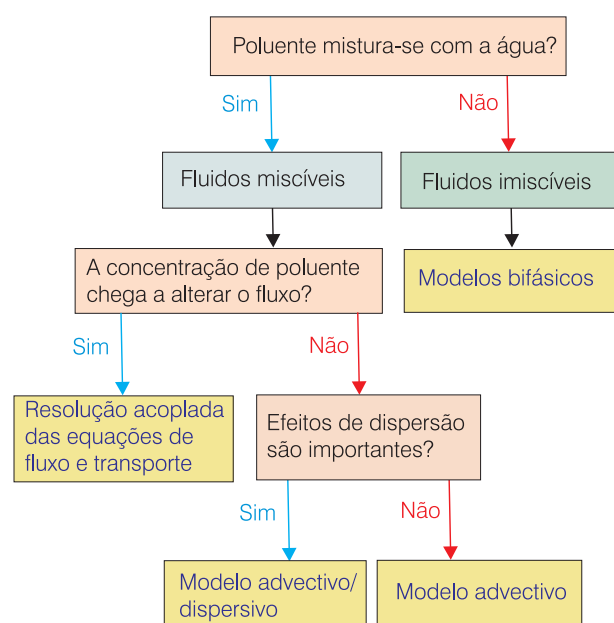 Poluente mistura-se com a água?
Sim
Não
Fluidos miscíveis
Fluidos imiscíveis
A concentração de poluente
chega a alterar o fluxo?
Modelos bifásicos
Sim
Não
Resolução acoplada
das equações de
fluxo e transporte
Efeitos de dispersão
são importantes?
Sim
Não
Modelo advectivo/
dispersivo
Modelo advectivo